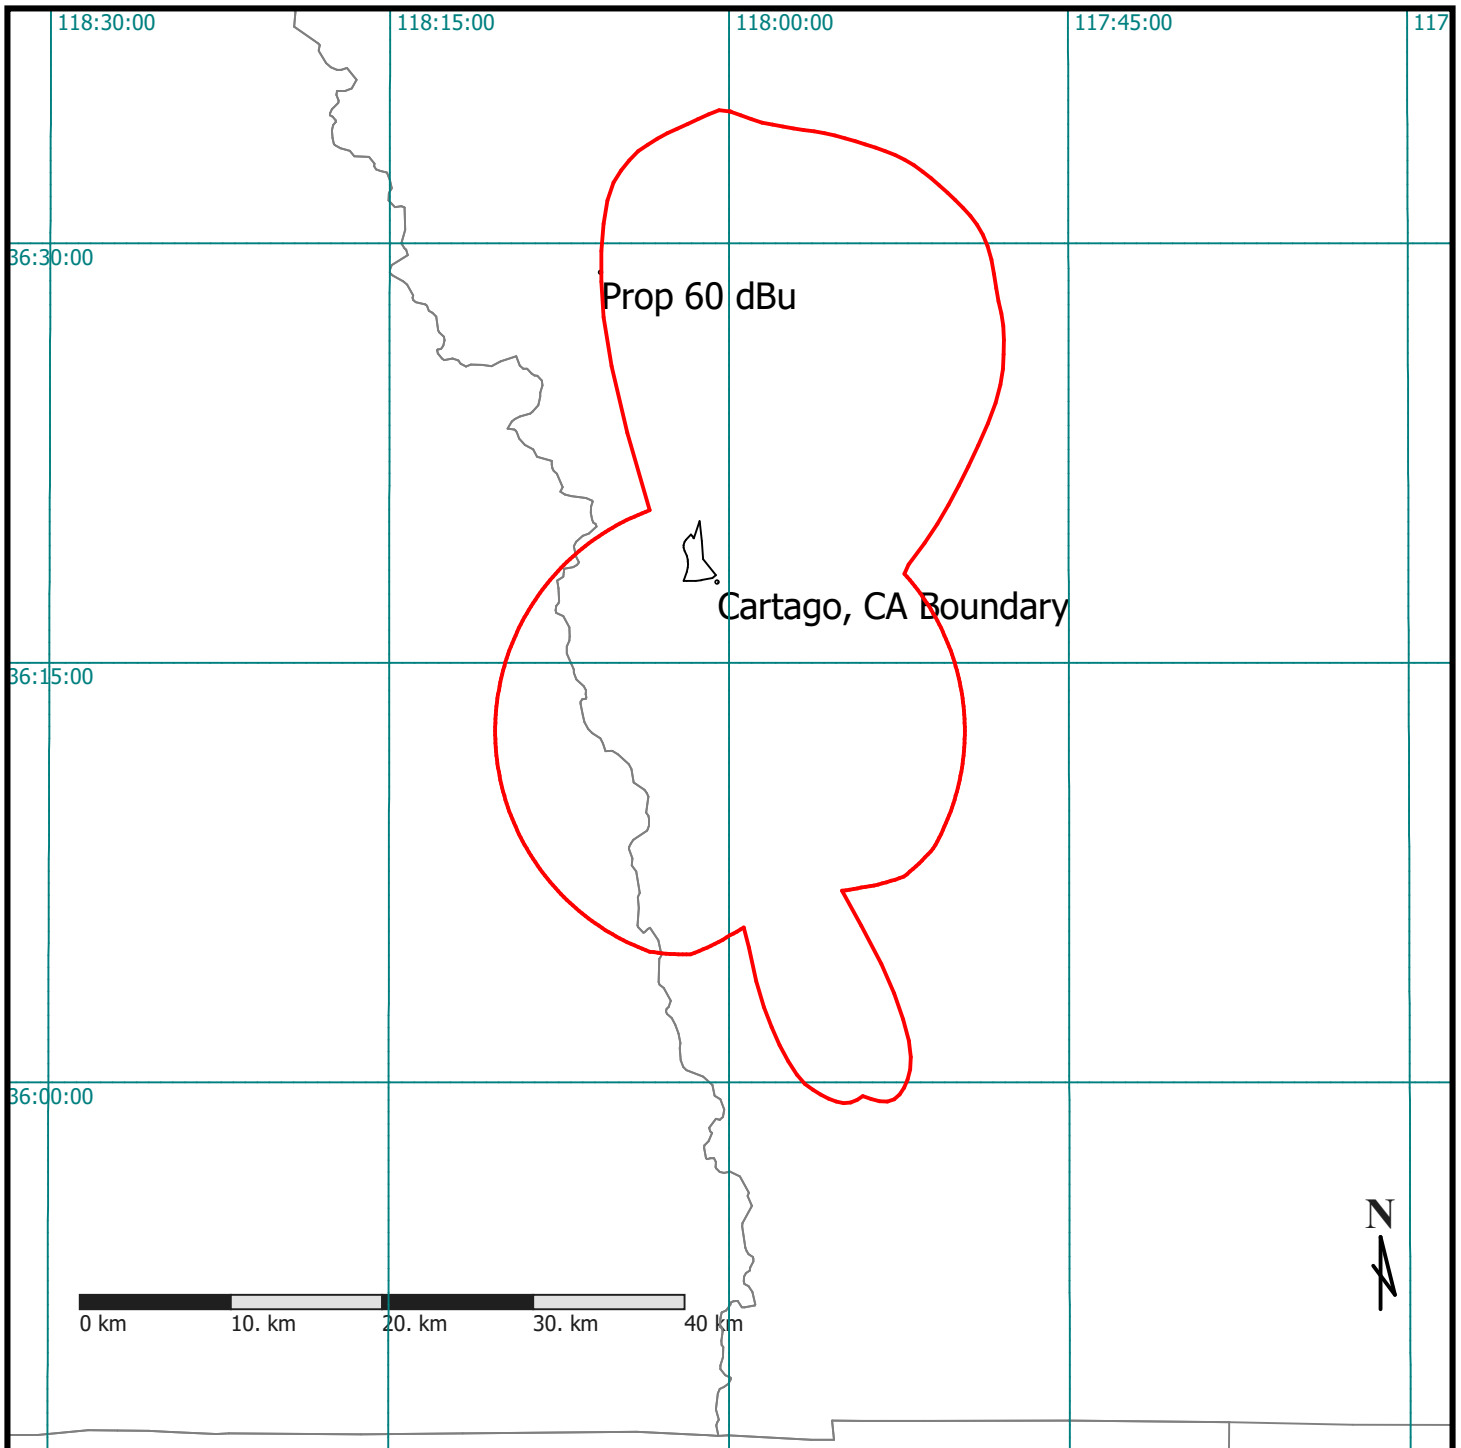 118:30:00 118:15:00 118:00:00 117:45:00 117
36:30:00
Prop 60 dBu
Cartago, CA Boundary
36:15:00
36:00:00
N
0 km 10. km 20. km 30. km 40 km